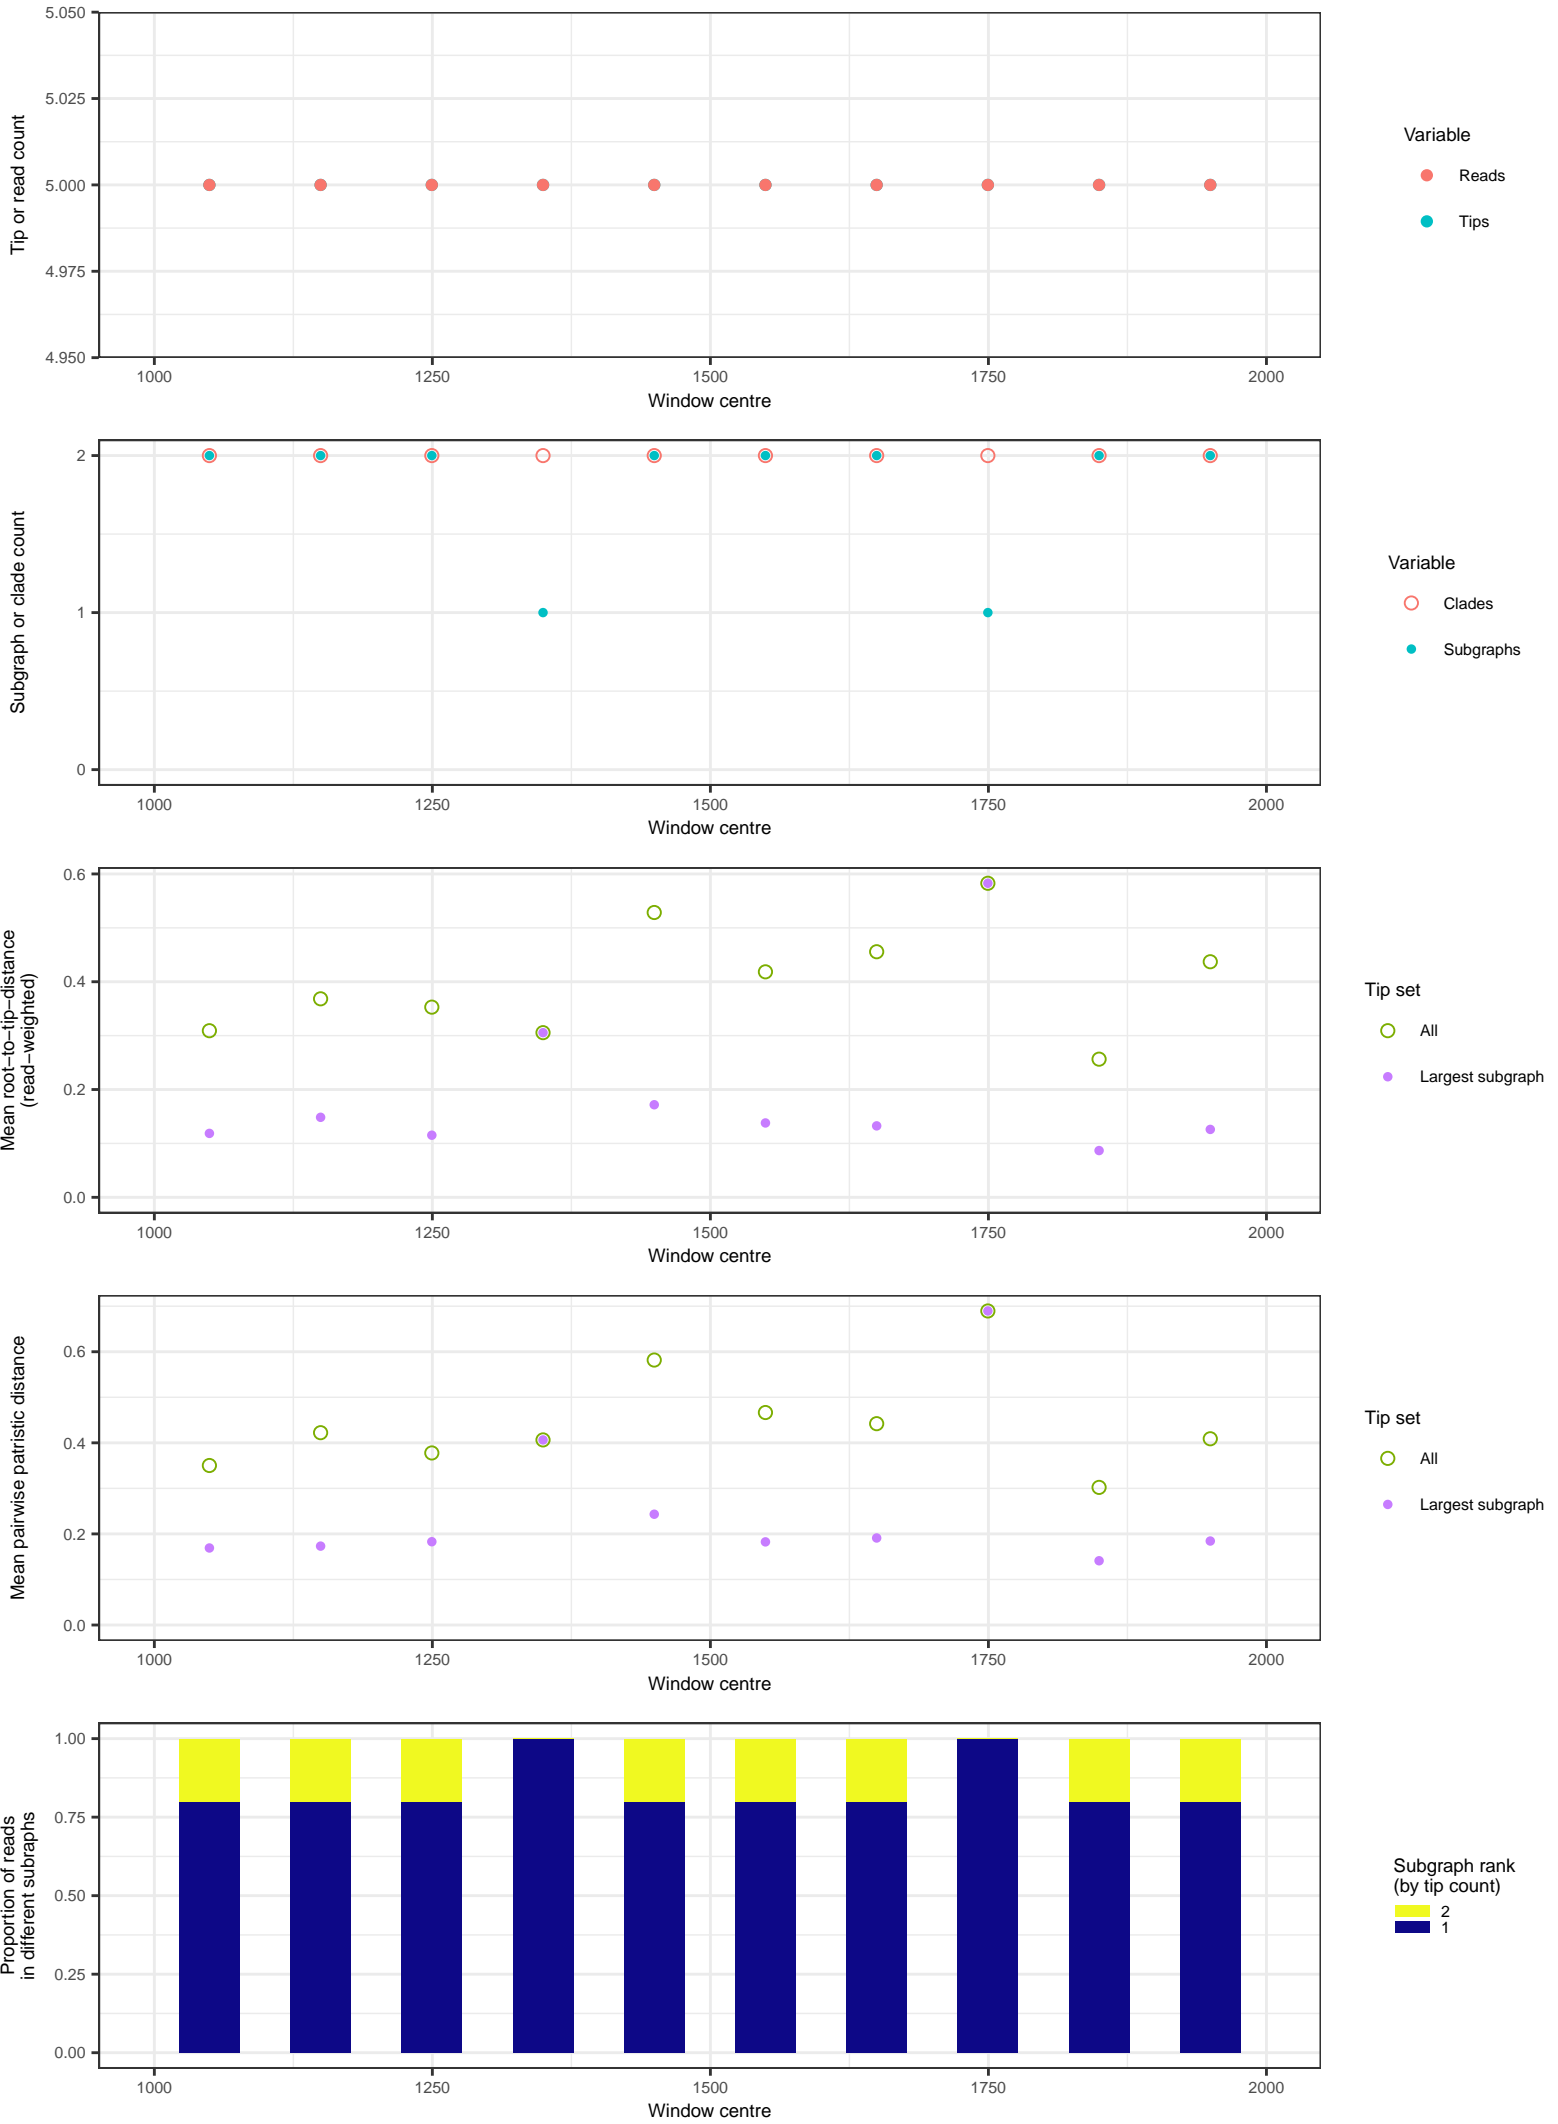 5.050
5.025
5.000
4.975
4.950
Tip or read count
1000 1250 1500 1750 2000
Window centre
Variable
Reads
Tips
2
1
0
Subgraph or clade count
1000 1250 1500 1750 2000
Window centre
Variable
Clades
Subgraphs
0.6
0.4
0.2
0.0
Mean root−to−tip−distance
(read−weighted)
1000 1250 1500 1750 2000
Window centre
Tip set
All
Largest subgraph
0.6
0.4
0.2
0.0
Mean pairwise patristic distance
1000 1250 1500 1750 2000
Window centre
Tip set
All
Largest subgraph
1.00
0.75
0.50
0.25
0.00
Proportion of reads
in different subraphs
1000 1250 1500 1750 2000
Window centre
Subgraph rank
(by tip count)
2
1